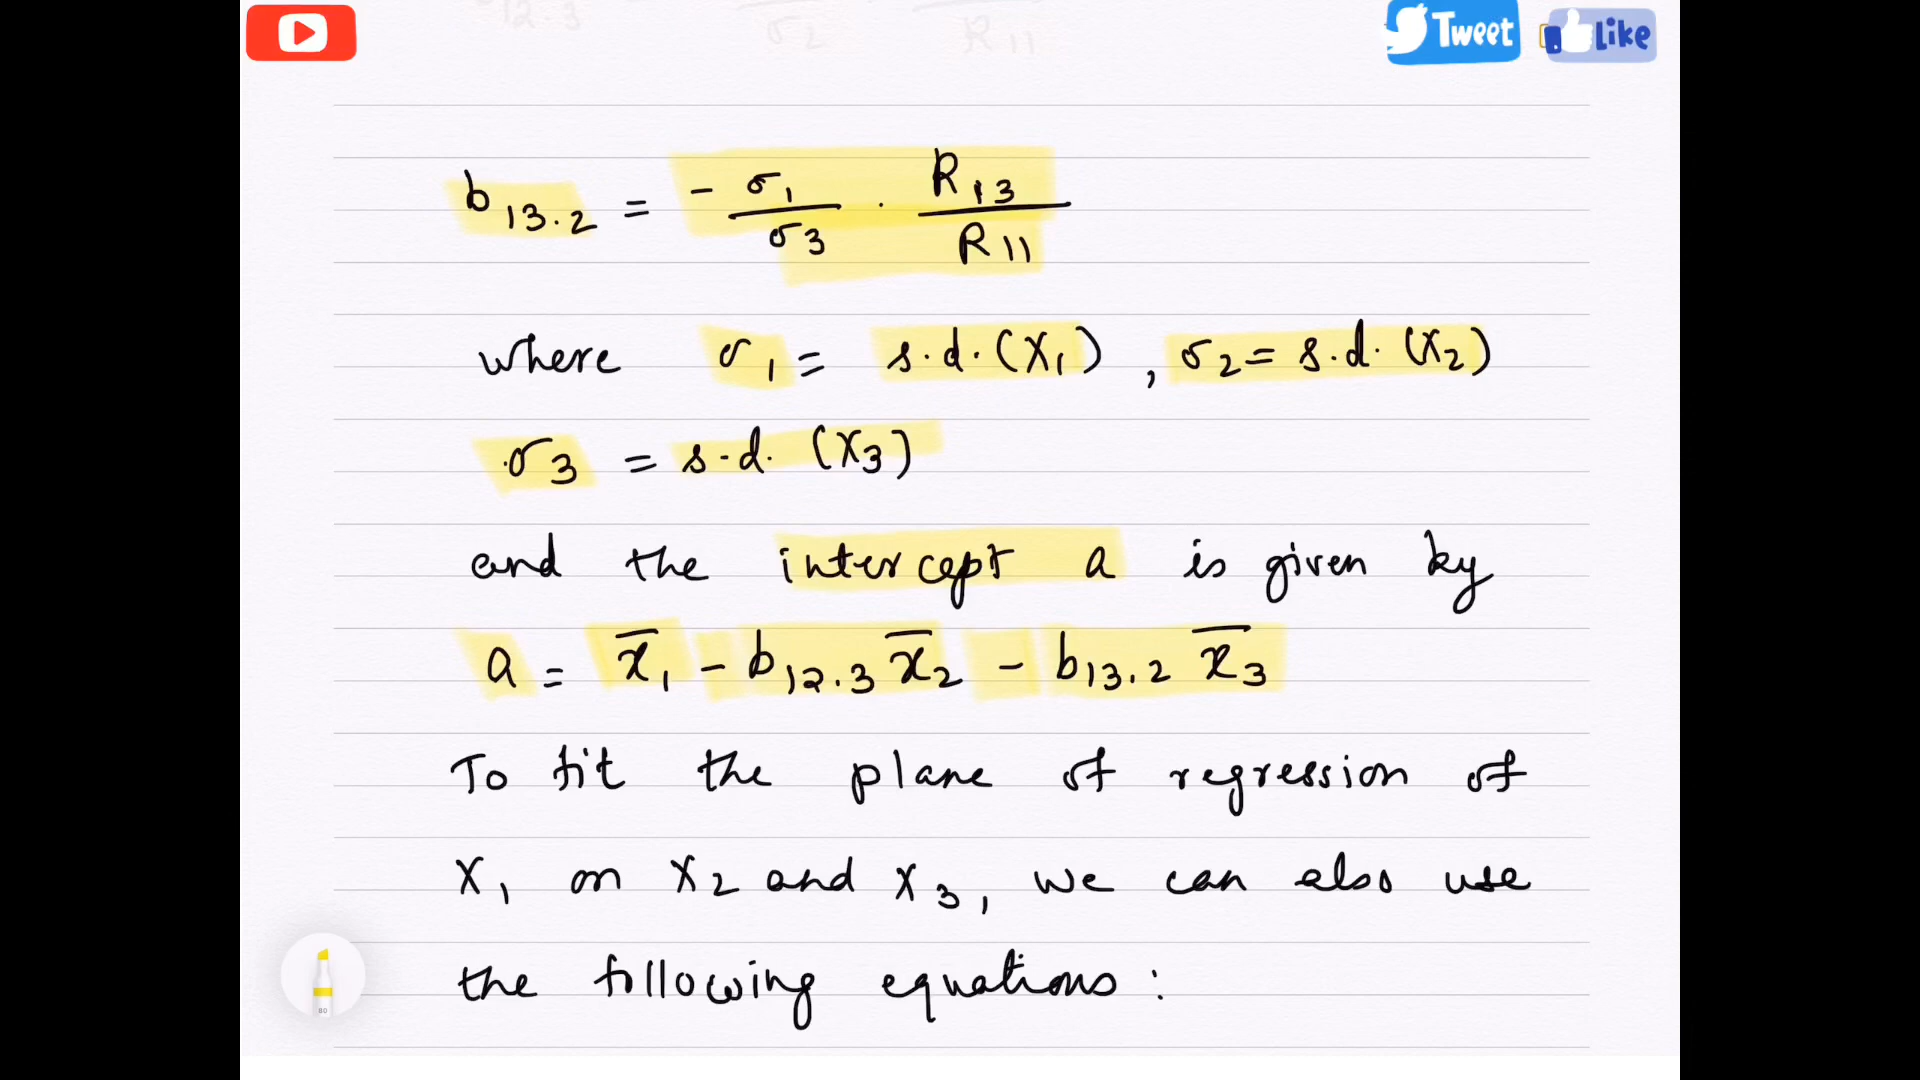 Tweet Like
b₁₃.₂ = - σ₁/σ₃ · R₁₃/R₁₁
where σ₁ = s.d.(X₁), σ₂ = s.d. (X₂)
σ₃ = s.d. (X₃)
and the intercept a is given by
a = x̄₁ - b₁₂.₃ x̄₂ - b₁₃.₂ x̄₃
To fit the plane of regression of
X₁ on X₂ and X₃, we can also use
the following equations:
80